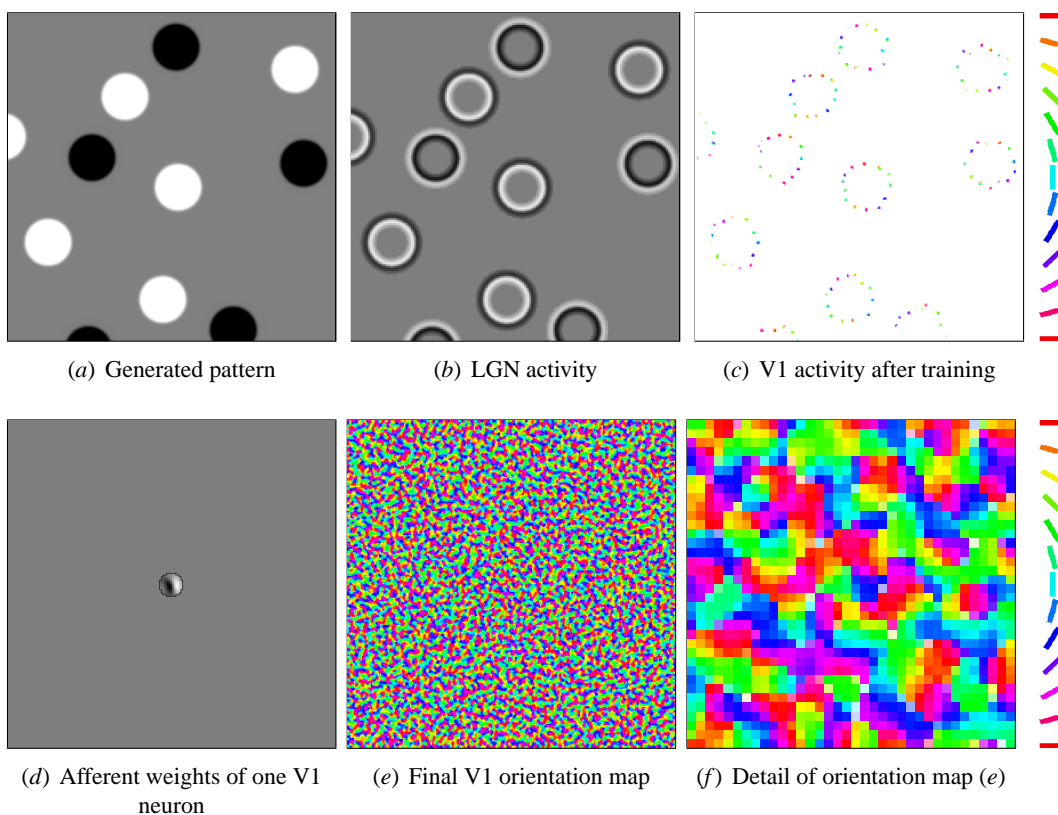 (a) Generated pattern
(b) LGN activity
(c) V1 activity after training
(d) Afferent weights of one V1
neuron
(e) Final V1 orientation map
(f) Detail of orientation map (e)